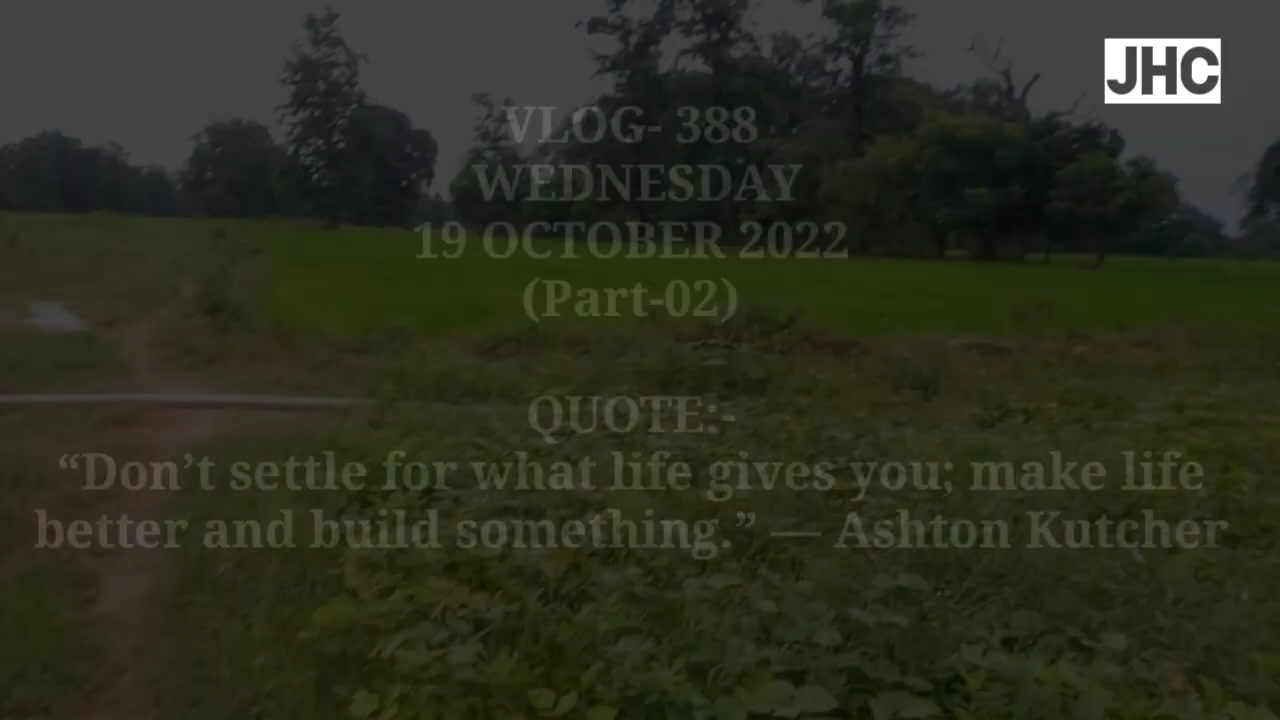 JHC
VLOG- 388
WEDNESDAY
19 OCTOBER 2022
(Part-02)
QUOTE:-
“Don’t settle for what life gives you; make life
better and build something.” — Ashton Kutcher